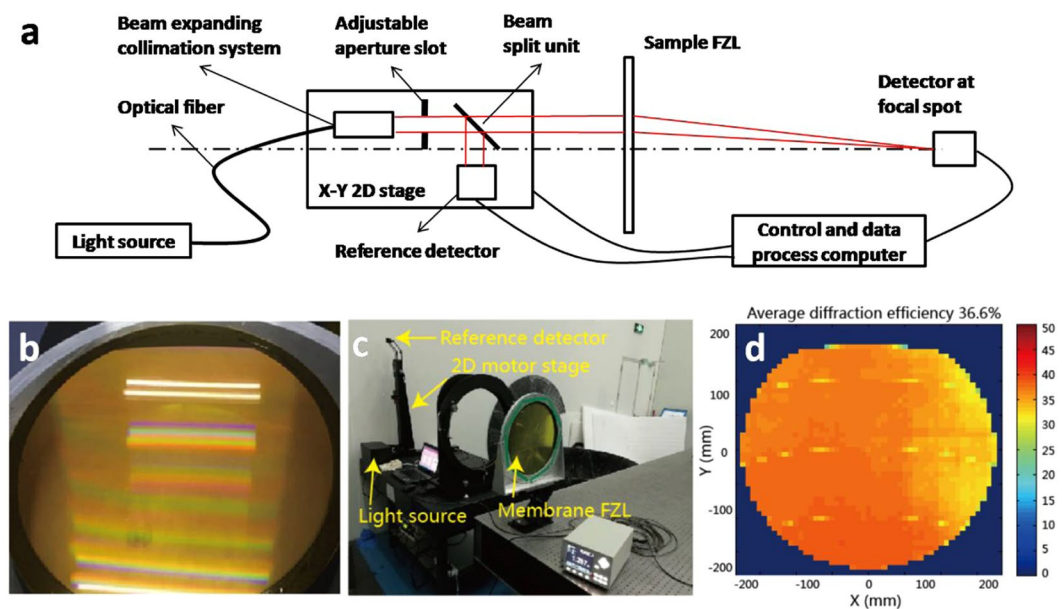 a
Beam expanding
collimation system
Adjustable
aperture slot
Beam
split unit
Sample FZL
Detector at
focal spot
Optical fiber
X-Y 2D stage
Light source
Reference detector
Control and data
process computer
b
c
Reference detector
2D motor stage
Light source
Membrane FZL
d
Average diffraction efficiency 36.6%
200
100
0
-100
-200
Y (mm)
-200
-100
0
100
200
X (mm)
50
45
40
35
30
25
20
15
10
5
0